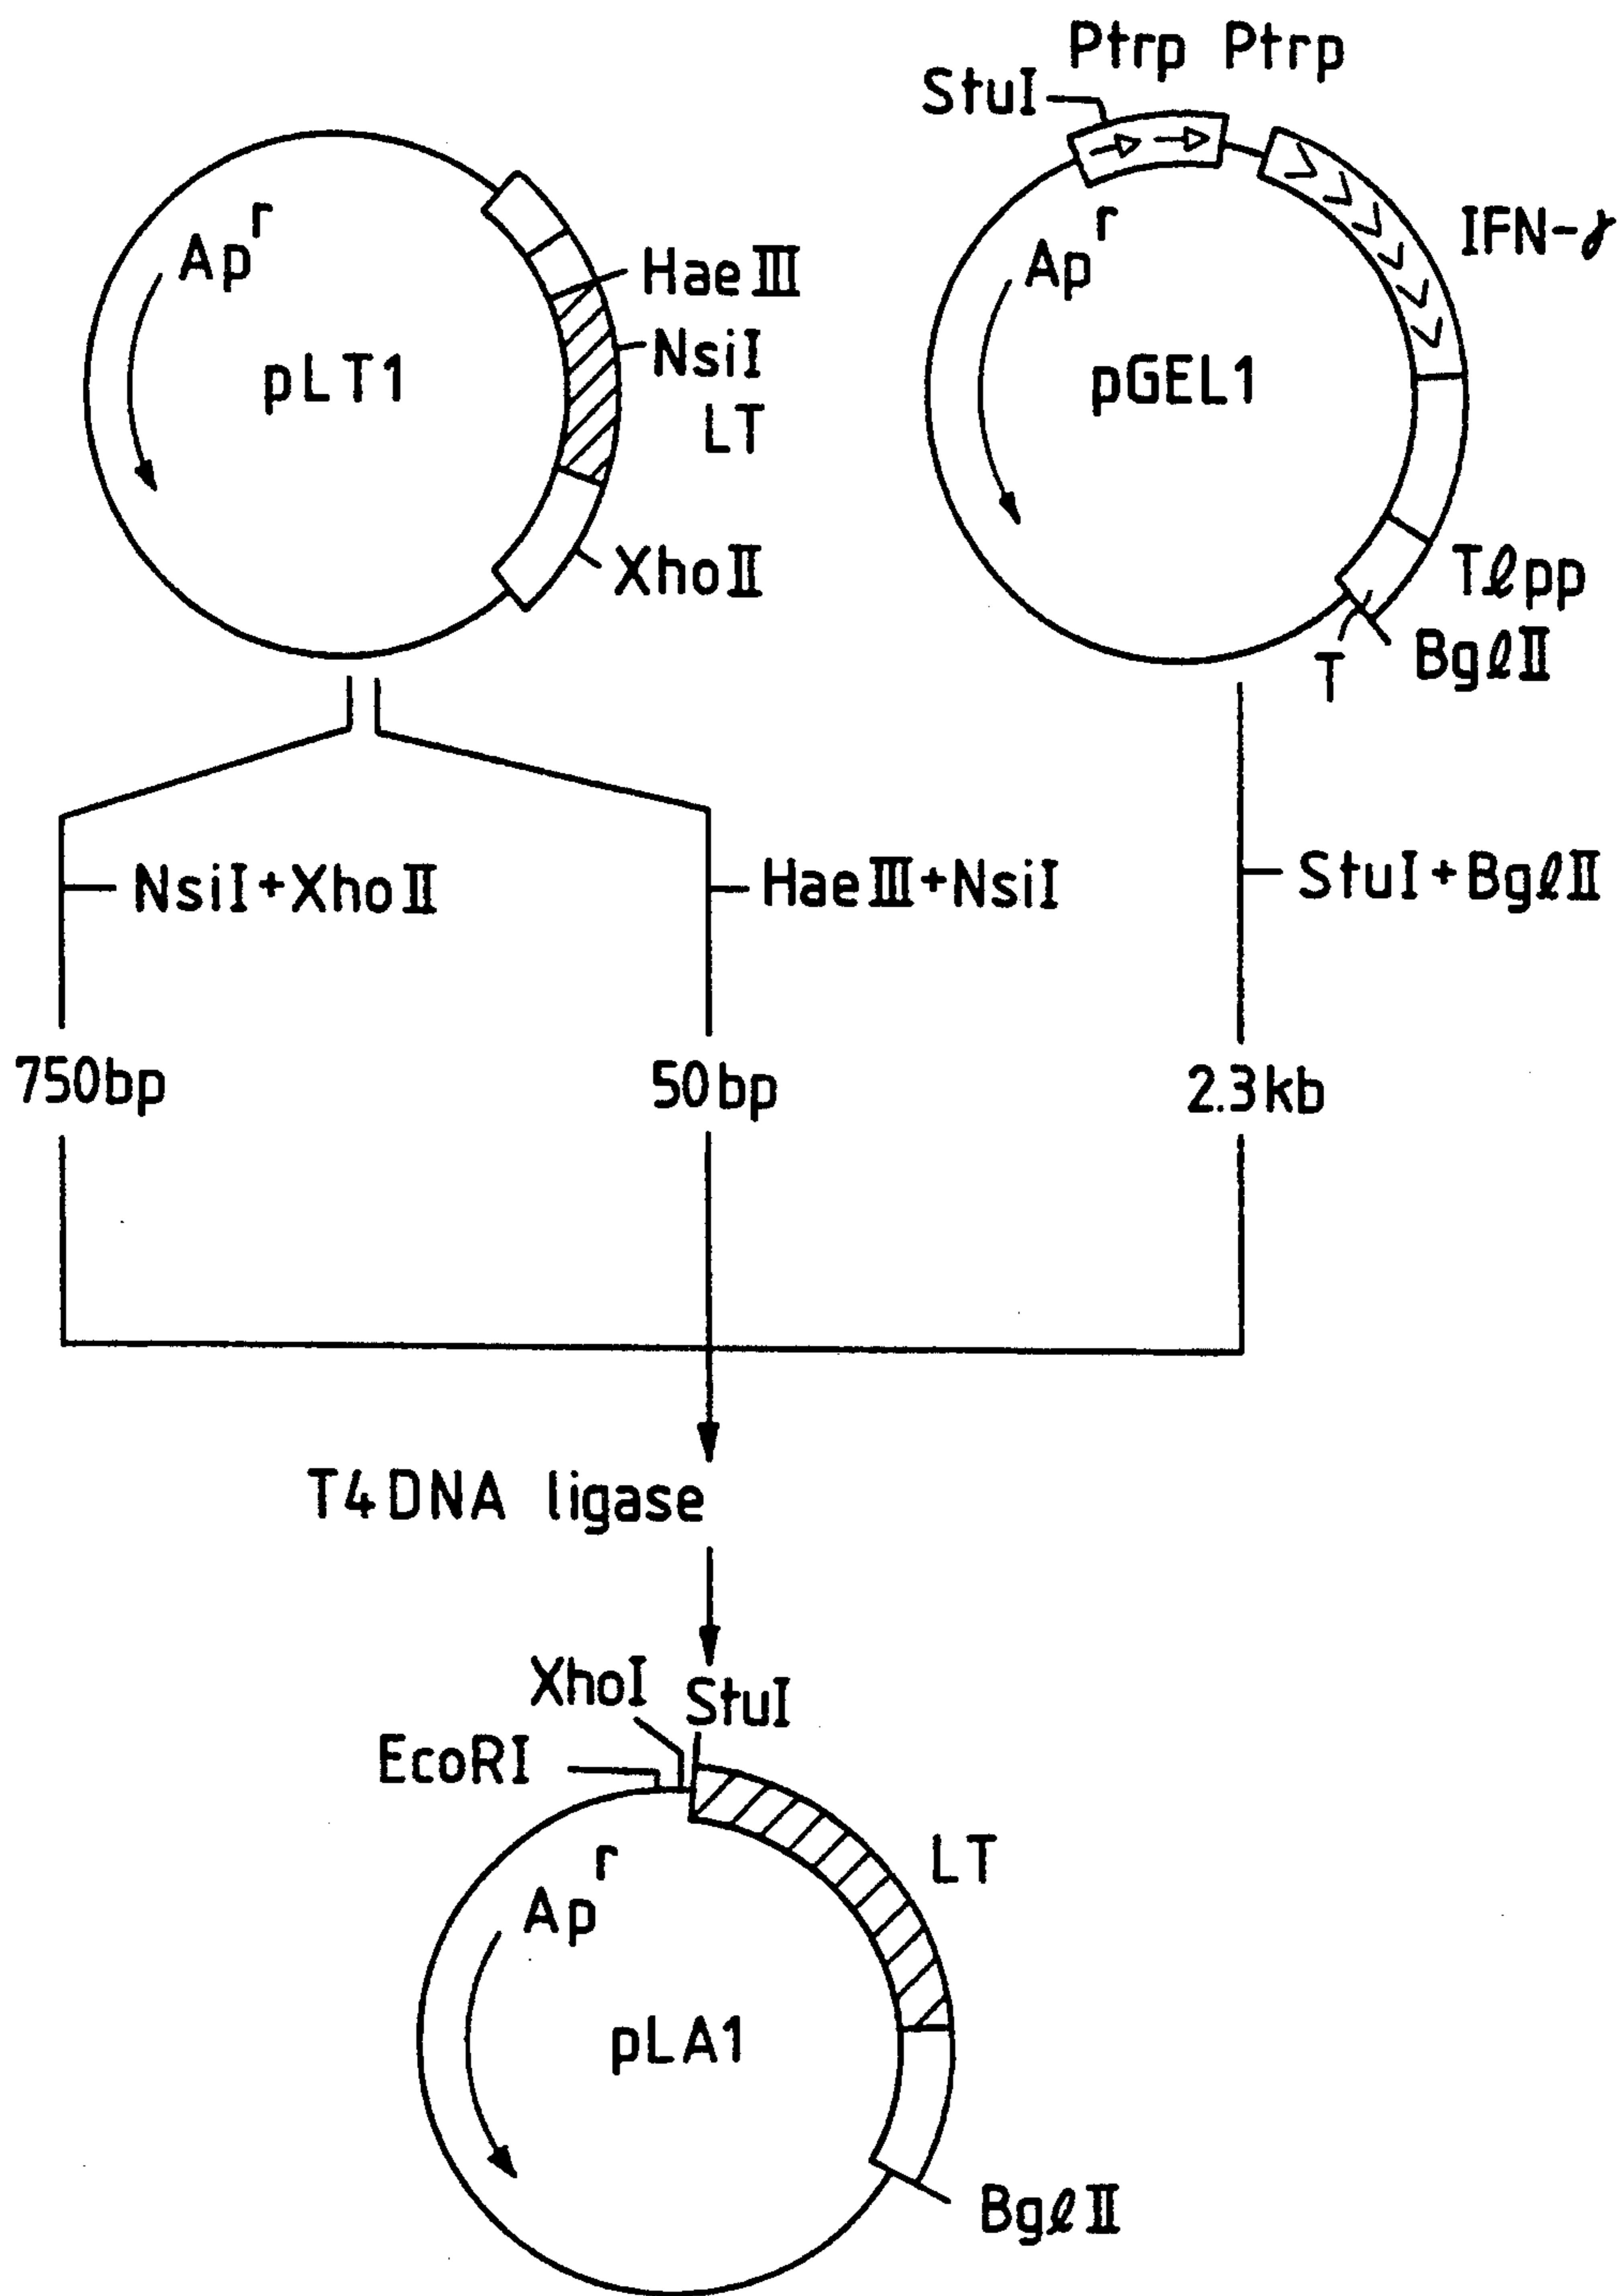 Ptrp Ptrp
StuI
Ap^r
HaeIII
NsiI
LT
pLT1
XhoII
Ap^r
IFN-γ
pGEL1
Tℓpp
BgℓII
T
NsiI+XhoII
HaeIII+NsiI
StuI+BgℓII
750bp
50bp
2.3kb
T4DNA ligase
XhoI
StuI
EcoRI
LT
Ap^r
pLA1
BgℓII